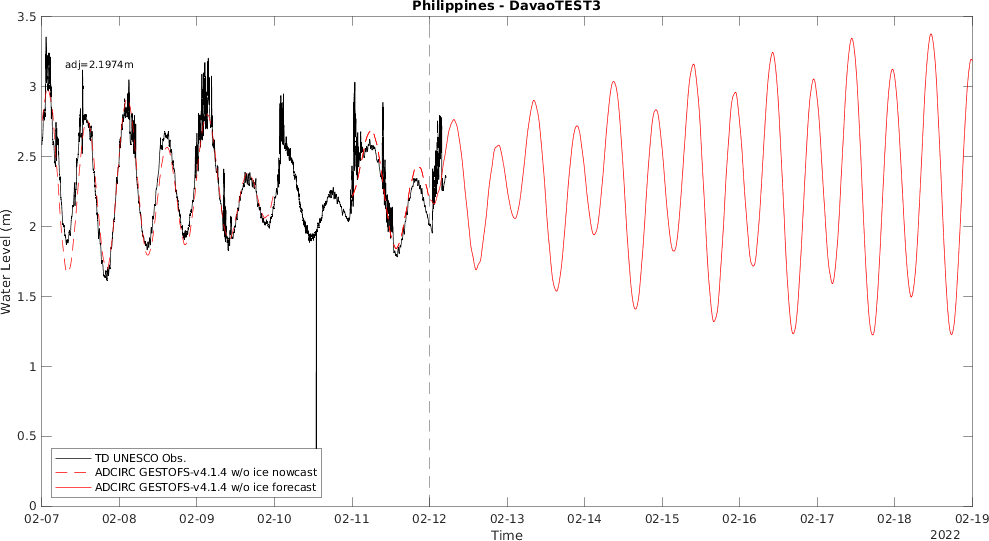 Philippines - DavaoTEST3
3.5
3
2.5
2
1.5
1
0.5
0
Water Level (m)
adj=2.1974m
TD UNESCO Obs.
ADCIRC GESTOFS-v4.1.4 w/o ice nowcast
ADCIRC GESTOFS-v4.1.4 w/o ice forecast
02-07 02-08 02-09 02-10 02-11 02-12 02-13 02-14 02-15 02-16 02-17 02-18 02-19
Time
2022